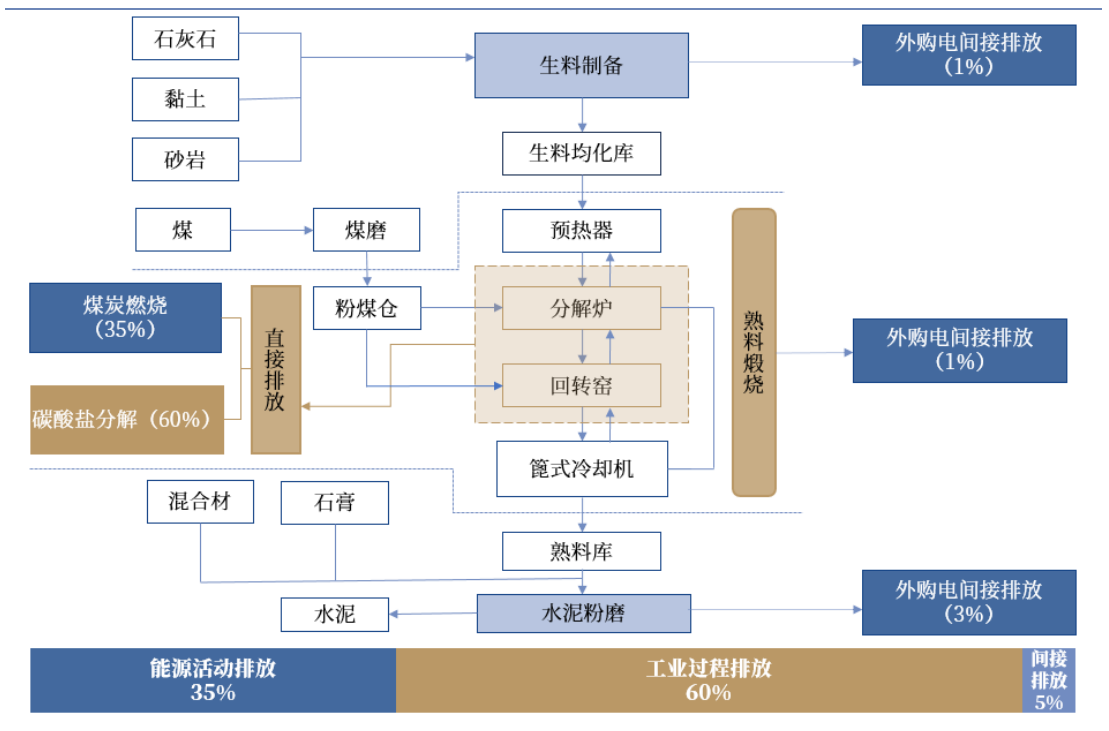 石灰石
生料制备
外购电间接排放
（1%）
黏土
砂岩
生料均化库
煤
煤磨
预热器
煤炭燃烧
（35%）
直接排放
粉煤仓
分解炉
熟料煅烧
外购电间接排放
（1%）
碳酸盐分解（60%）
回转窑
篦式冷却机
混合材
石膏
熟料库
水泥
水泥粉磨
外购电间接排放
（3%）
能源活动排放
35%
工业过程排放
60%
间接
排放
5%